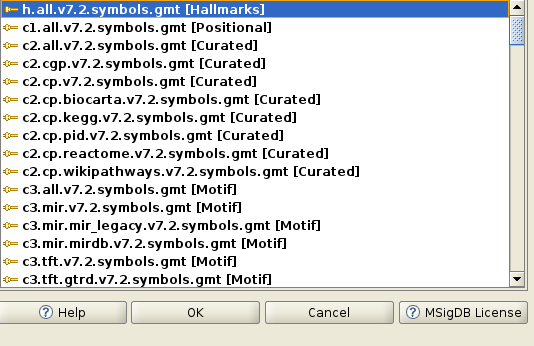 h.all.v7.2.symbols.gmt [Hallmarks]
c1.all.v7.2.symbols.gmt [Positional]
c2.all.v7.2.symbols.gmt [Curated]
c2.cgp.v7.2.symbols.gmt [Curated]
c2.cp.v7.2.symbols.gmt [Curated]
c2.cp.biocarta.v7.2.symbols.gmt [Curated]
c2.cp.kegg.v7.2.symbols.gmt [Curated]
c2.cp.pid.v7.2.symbols.gmt [Curated]
c2.cp.reactome.v7.2.symbols.gmt [Curated]
c2.cp.wikipathways.v7.2.symbols.gmt [Curated]
c3.all.v7.2.symbols.gmt [Motif]
c3.mir.v7.2.symbols.gmt [Motif]
c3.mir.mir_legacy.v7.2.symbols.gmt [Motif]
c3.mir.mirdb.v7.2.symbols.gmt [Motif]
c3.tft.v7.2.symbols.gmt [Motif]
c3.tft.gtrd.v7.2.symbols.gmt [Motif]
? Help OK Cancel ? MSigDB License